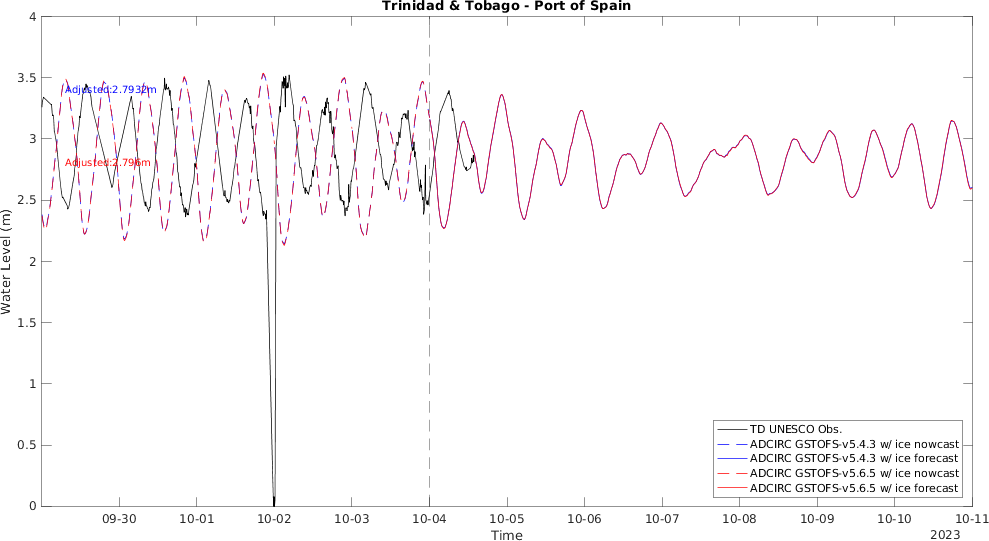 Trinidad & Tobago - Port of Spain
4
3.5
3
2.5
2
1.5
1
0.5
0
Water Level (m)
Adjusted:2.7932m
Adjusted:2.796m
TD UNESCO Obs.
ADCIRC GSTOFS-v5.4.3 w/ ice nowcast
ADCIRC GSTOFS-v5.4.3 w/ ice forecast
ADCIRC GSTOFS-v5.6.5 w/ ice nowcast
ADCIRC GSTOFS-v5.6.5 w/ ice forecast
09-30 10-01 10-02 10-03 10-04 10-05 10-06 10-07 10-08 10-09 10-10 10-11
Time
2023